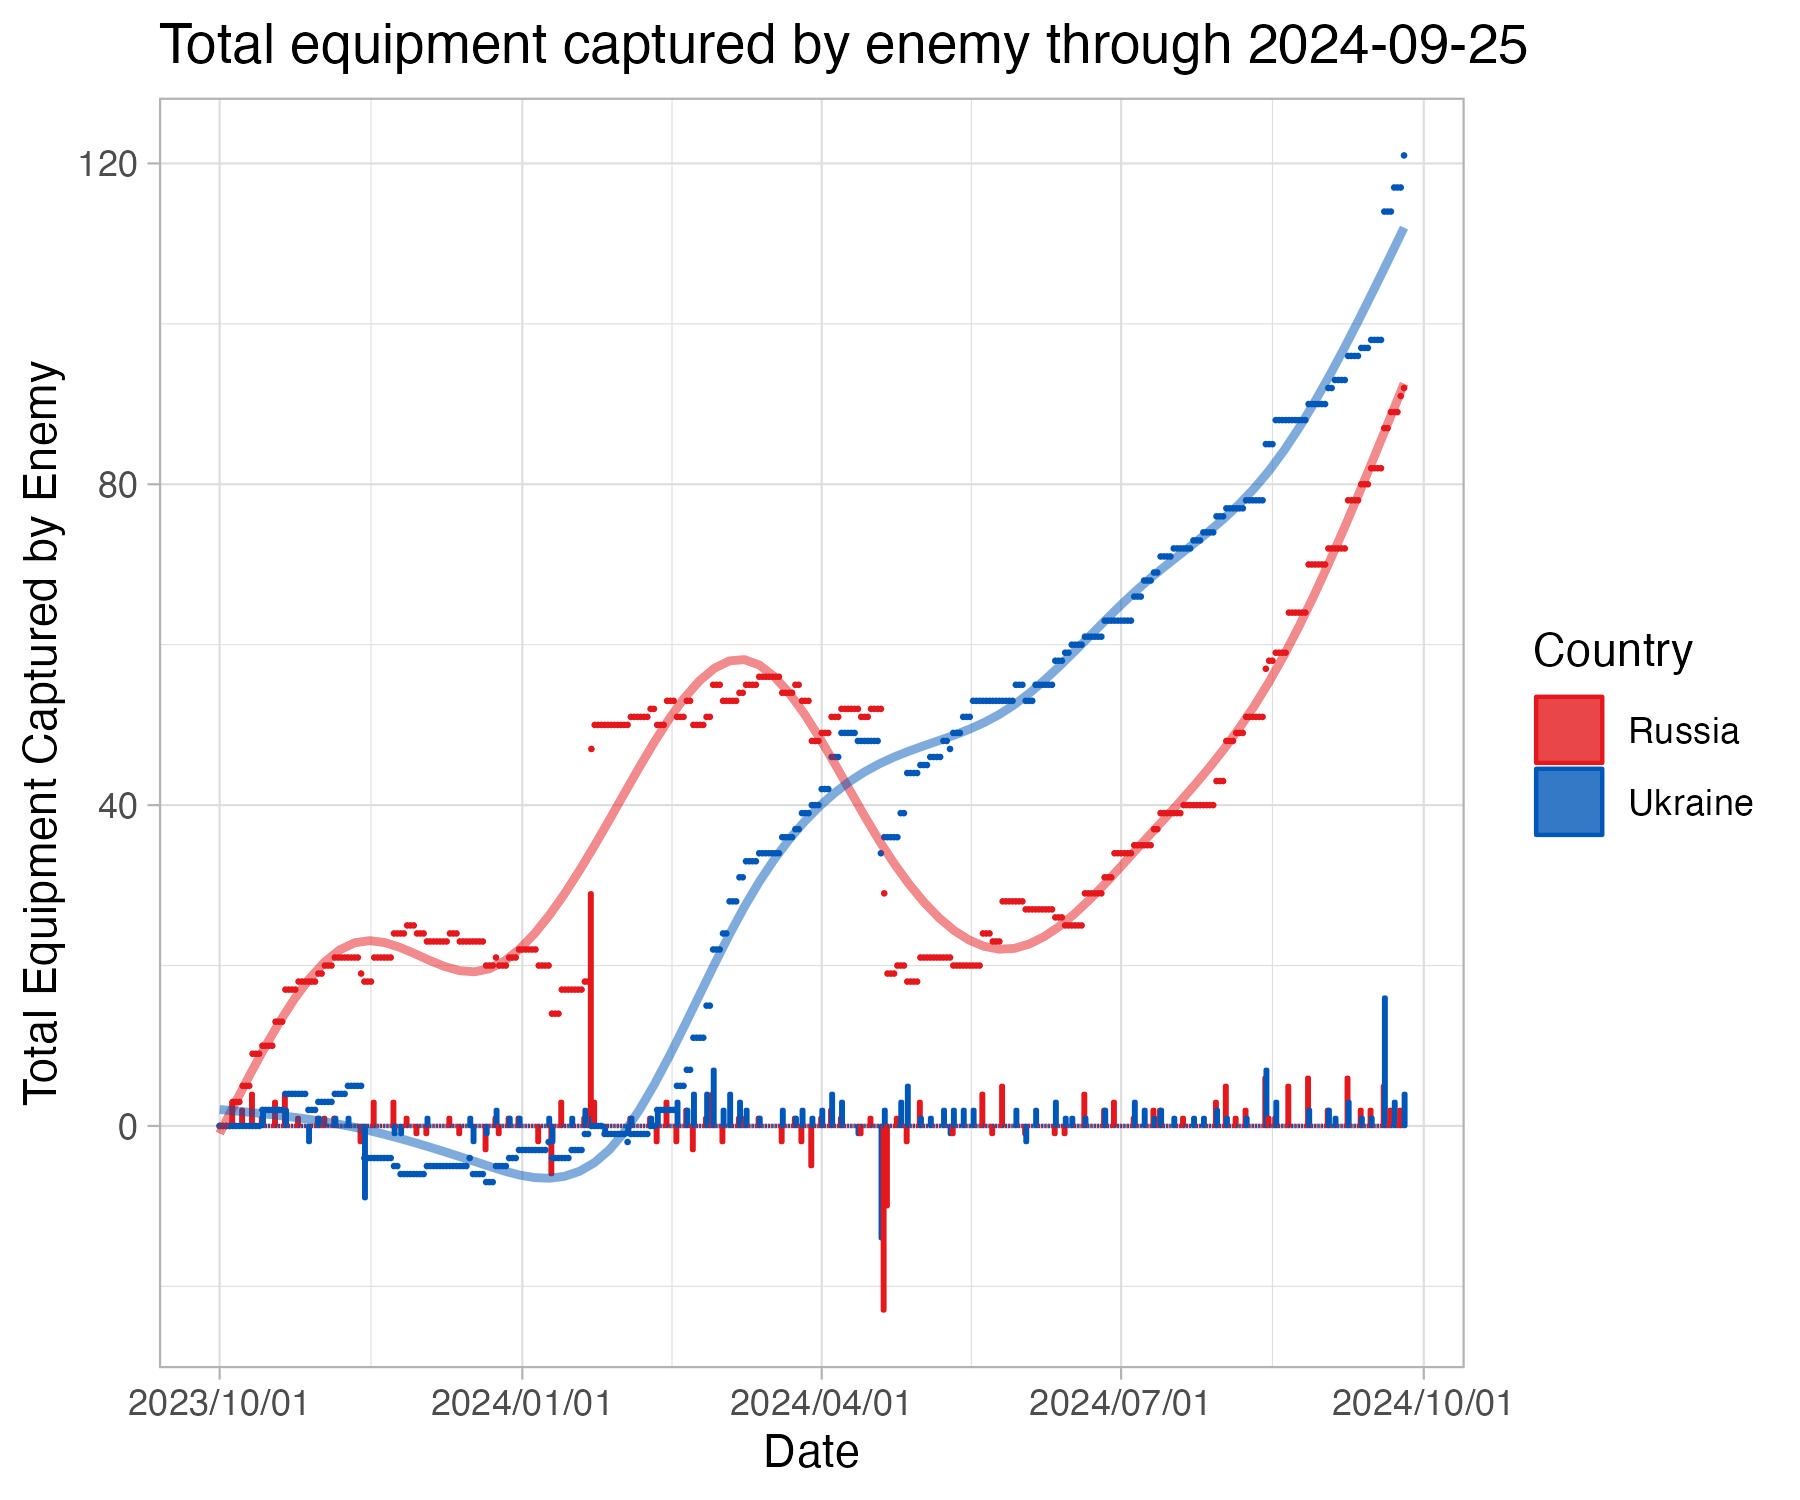 Total equipment captured by enemy through 2024-09-25
Total Equipment Captured by Enemy
120
80
40
0
2023/10/01
2024/01/01
2024/04/01
2024/07/01
2024/10/01
Date
Country
Russia
Ukraine